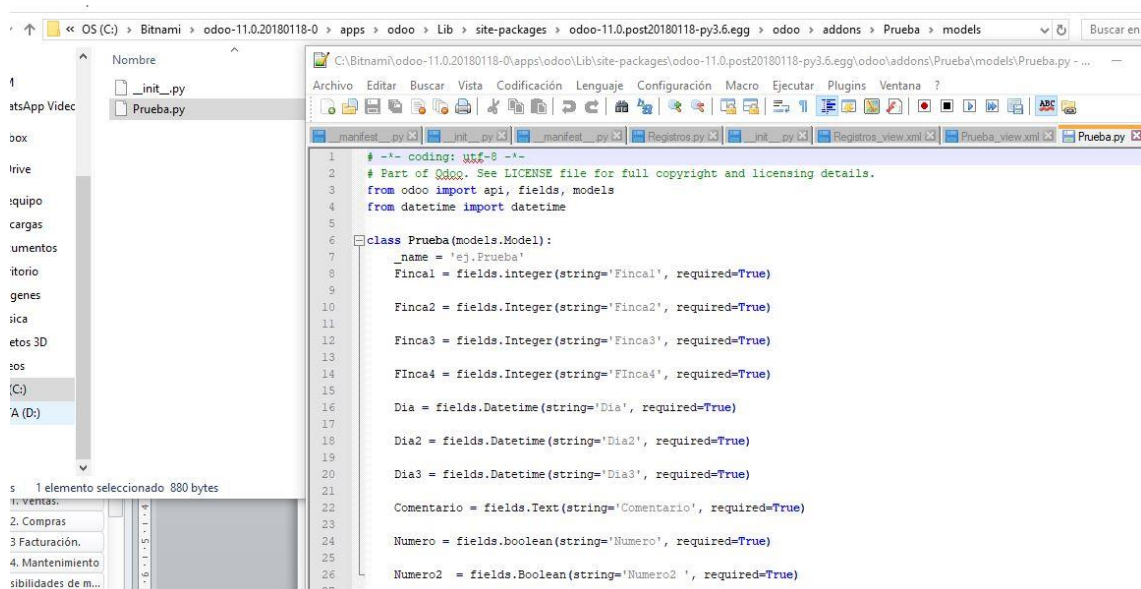 OS (C:) > Bitnami > odoo-11.0.20180118-0 > apps > odoo > Lib > site-packages > odoo-11.0.post20180118-py3.6.egg > odoo > addons > Prueba > models
Buscar en
Nombre
__init__.py
Prueba.py
atsApp Videc
box
Drive
equipo
cargas
umentos
ritorio
genes
sica
etos 3D
eos
(C:)
TA (D:)
s 1 elemento seleccionado 880 bytes
1. Ventas.
2. Compras
3 Facturación.
4. Mantenimiento
sibilidades de m...
C:\Bitnami\odoo-11.0.20180118-0\apps\odoo\Lib\site-packages\odoo-11.0.post20180118-py3.6.egg\odoo\addons\Prueba\models\Prueba.py - ...
Archivo Editar Buscar Vista Codificación Lenguaje Configuración Macro Ejecutar Plugins Ventana ?
__manifest__.py __init__.py __manifest__.py Registros.py __init__.py Registros_view.xml Prueba_view.xml Prueba.py
1 # -*- coding: utf-8 -*-
2 # Part of Odoo. See LICENSE file for full copyright and licensing details.
3 from odoo import api, fields, models
4 from datetime import datetime
5
6 class Prueba(models.Model):
7 _name = 'ej.Prueba'
8 Finca1 = fields.integer(string='Finca1', required=True)
9
10 Finca2 = fields.Integer(string='Finca2', required=True)
11
12 Finca3 = fields.Integer(string='Finca3', required=True)
13
14 FInca4 = fields.Integer(string='FInca4', required=True)
15
16 Dia = fields.Datetime(string='Dia', required=True)
17
18 Dia2 = fields.Datetime(string='Dia2', required=True)
19
20 Dia3 = fields.Datetime(string='Dia3', required=True)
21
22 Comentario = fields.Text(string='Comentario', required=True)
23
24 Numero = fields.boolean(string='Numero', required=True)
25
26 Numero2 = fields.Boolean(string='Numero2 ', required=True)